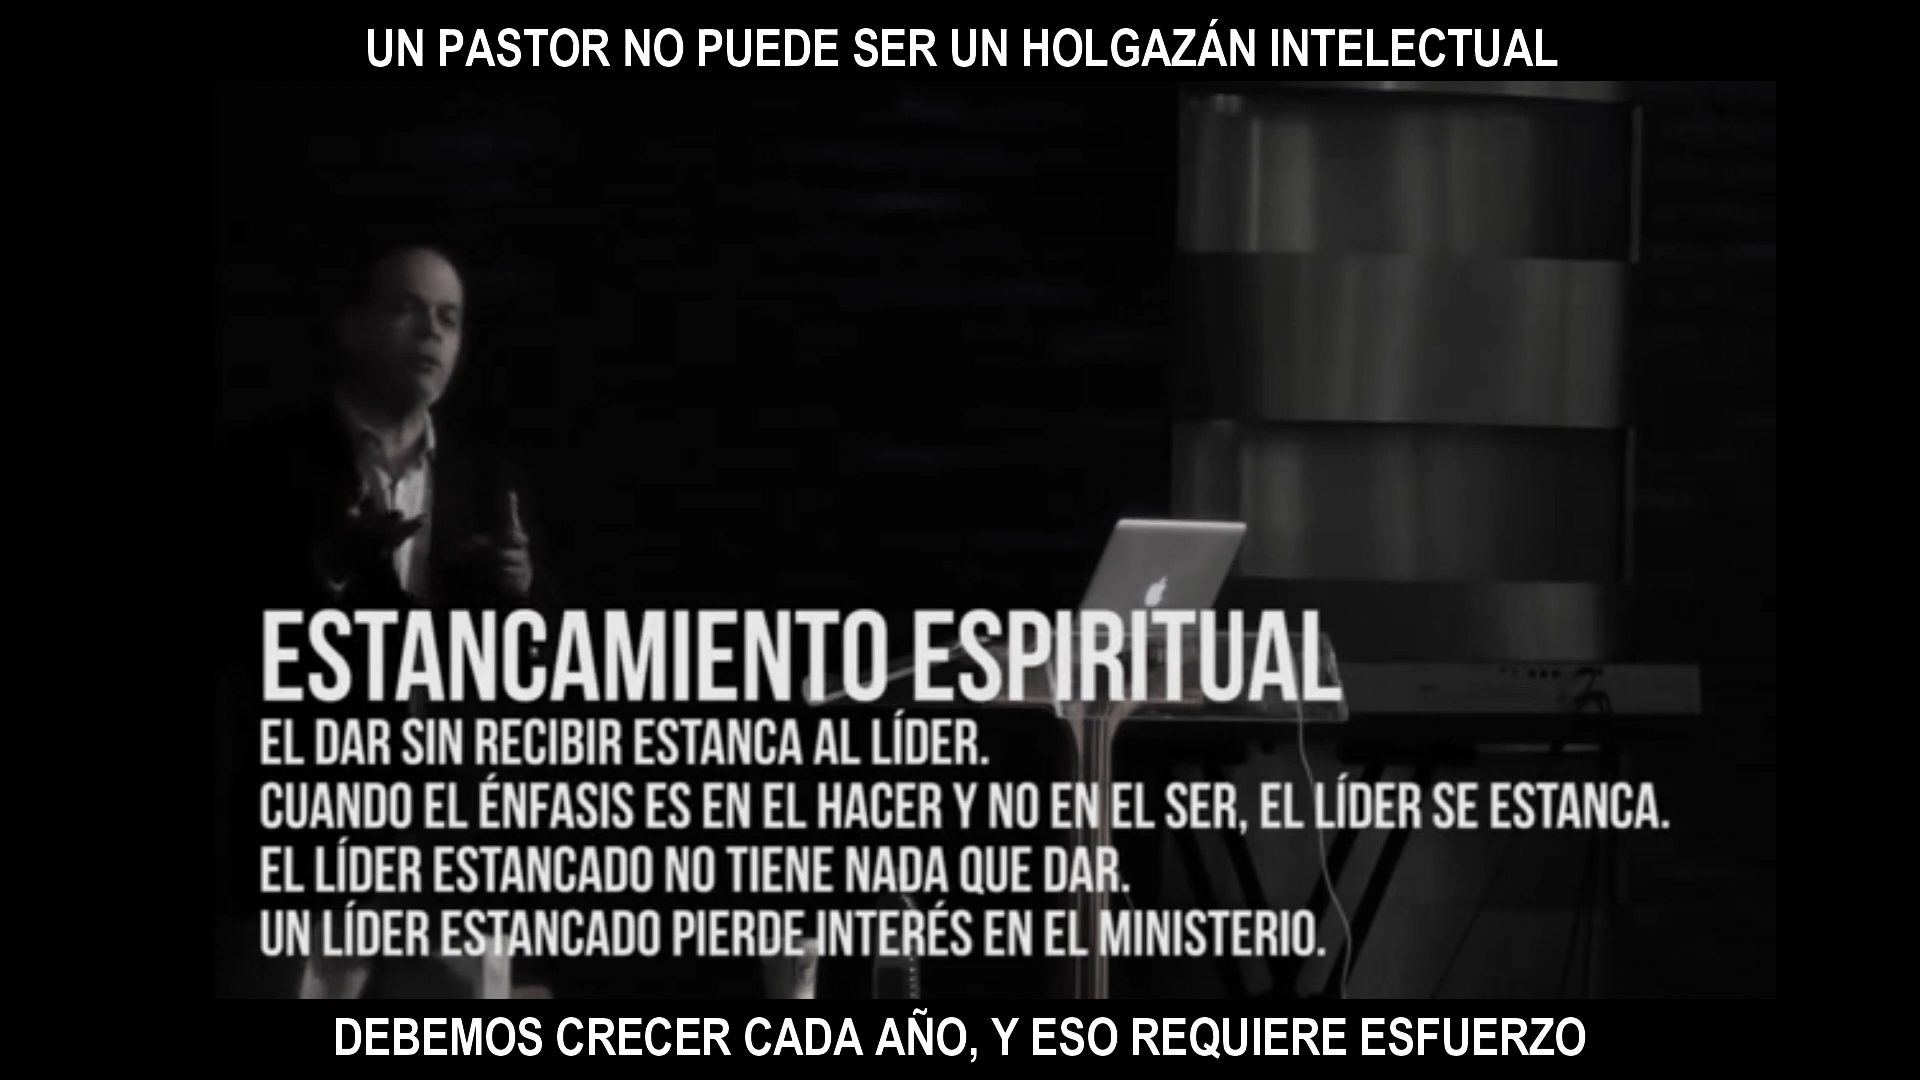 UN PASTOR NO PUEDE SER UN HOLGAZÁN INTELECTUAL
ESTANCAMIENTO ESPIRITUAL
EL DAR SIN RECIBIR ESTANCA AL LÍDER.
CUANDO EL ÉNFASIS ES EN EL HACER Y NO EN EL SER, EL LÍDER SE ESTANCA.
EL LÍDER ESTANCADO NO TIENE NADA QUE DAR.
UN LÍDER ESTANCADO PIERDE INTERÉS EN EL MINISTERIO.
DEBEMOS CRECER CADA AÑO, Y ESO REQUIERE ESFUERZO